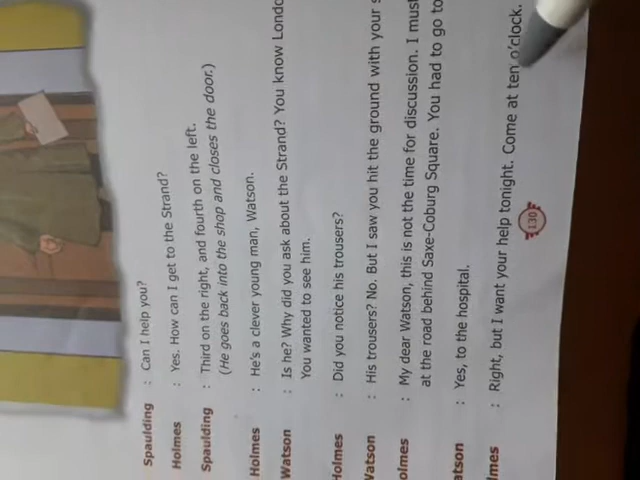 Spaulding : Can I help you?
Holmes : Yes. How can I get to the Strand?
Spaulding : Third on the right, and fourth on the left.
(He goes back into the shop and closes the door.)
Holmes : He's a clever young man, Watson.
Watson : Is he? Why did you ask about the Strand? You know Londo
You wanted to see him.
Holmes : Did you notice his trousers?
Watson : His trousers? No. But I saw you hit the ground with your s
olmes : My dear Watson, this is not the time for discussion. I must
at the road behind Saxe-Coburg Square. You had to go to
atson : Yes, to the hospital.
lmes : Right, but I want your help tonight. Come at ten o'clock.
130